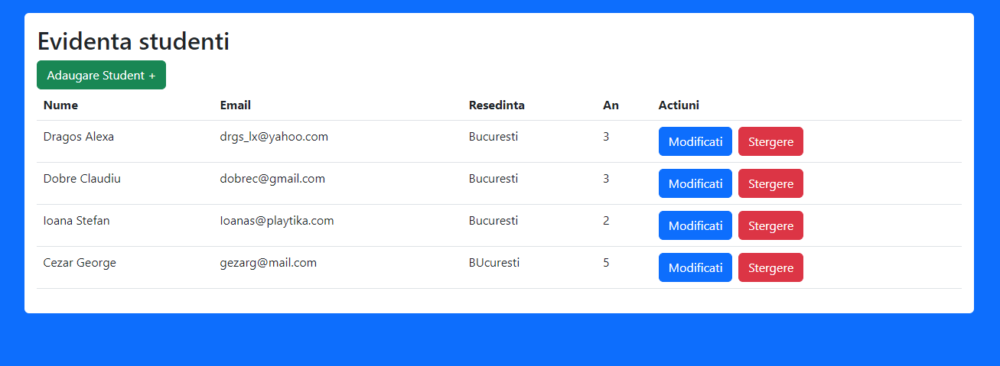 Evidenta studenti
Adaugare Student +
Nume Email Resedinta An Actiuni
Dragos Alexa drgs_lx@yahoo.com Bucuresti 3 Modificati Stergere
Dobre Claudiu dobrec@gmail.com Bucuresti 3 Modificati Stergere
Ioana Stefan Ioanas@playtika.com Bucuresti 2 Modificati Stergere
Cezar George gezarg@mail.com BUcuresti 5 Modificati Stergere